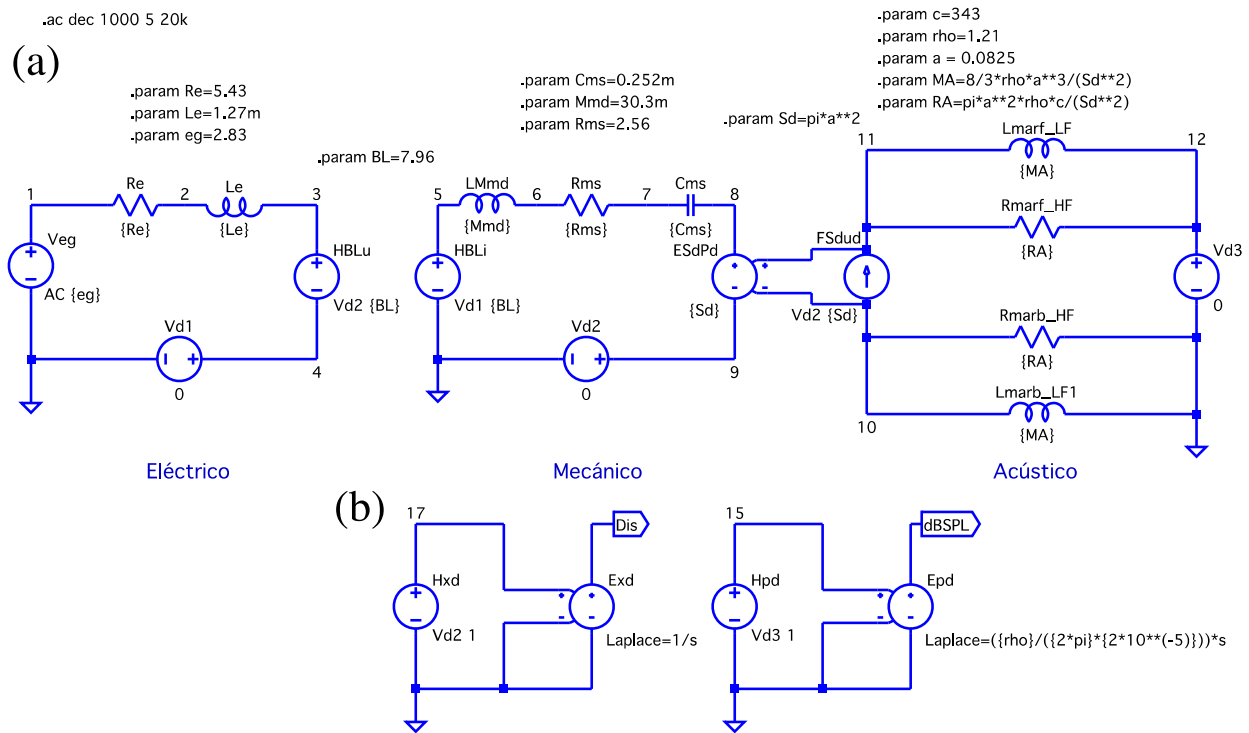 .ac dec 1000 5 20k
(a)
.param Re=5.43
.param Le=1.27m
.param eg=2.83
.param BL=7.96
.param Cms=0.252m
.param Mmd=30.3m
.param Rms=2.56
.param Sd=pi*a**2
.param c=343
.param rho=1.21
.param a = 0.0825
.param MA=8/3*rho*a**3/(Sd**2)
.param RA=pi*a**2*rho*c/(Sd**2)
1
Re
{Re}
2
Le
{Le}
3
Veg
AC {eg}
HBLu
Vd2 {BL}
Vd1
0
4
Eléctrico
5
LMmd
{Mmd}
6
Rms
{Rms}
7
Cms
{Cms}
8
HBLi
Vd1 {BL}
ESdPd
{Sd}
Vd2
0
9
Mecánico
11
Lmarf_LF
{MA}
12
Rmarf_HF
{RA}
FSdud
Vd2 {Sd}
Vd3
0
Rmarb_HF
{RA}
Lmarb_LF1
{MA}
10
Acústico
(b)
17
Hxd
Vd2 1
Dis
Exd
Laplace=1/s
15
Hpd
Vd3 1
dBSPL
Epd
Laplace=({rho}/({2*pi}*{2*10**(-5)}))*s